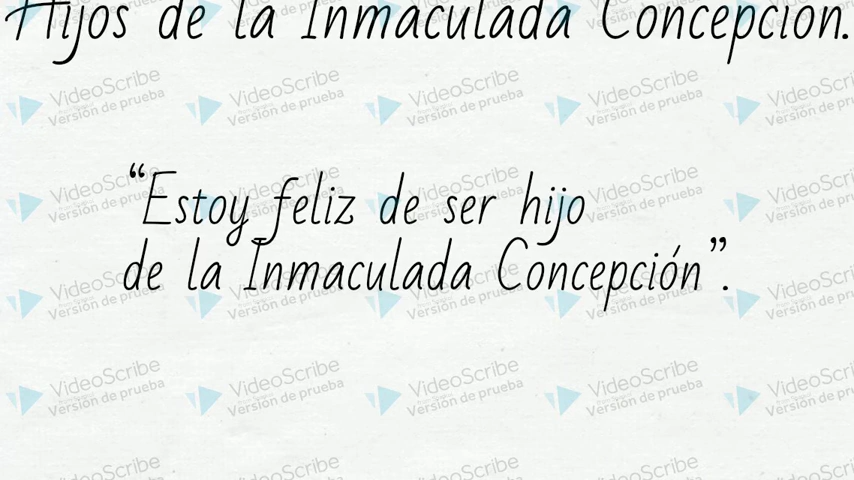 Hijos de la Inmaculada Concepción.
“Estoy feliz de ser hijo
de la Inmaculada Concepción”.
VideoScribe
Versión de prueba